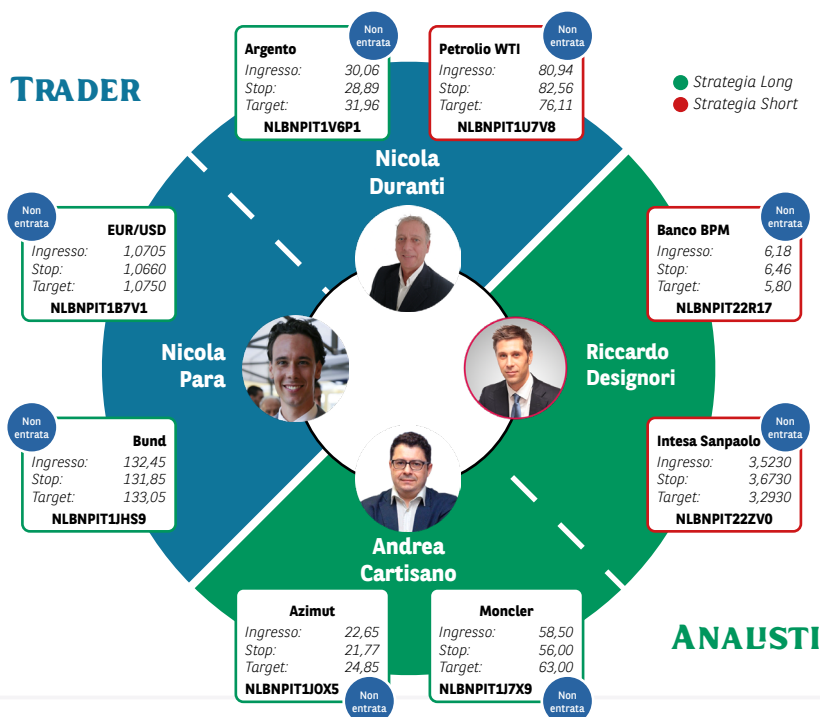 TRADER
Non
entrata
Argento
Ingresso: 30,06
Stop: 28,89
Target: 31,96
NLBNPIT1V6P1
Non
entrata
Petrolio WTI
Ingresso: 80,94
Stop: 82,56
Target: 76,11
NLBNPIT1U7V8
Strategia Long
Strategia Short
Nicola
Duranti
Non
entrata
EUR/USD
Ingresso: 1,0705
Stop: 1,0660
Target: 1,0750
NLBNPIT1B7V1
Non
entrata
Banco BPM
Ingresso: 6,18
Stop: 6,46
Target: 5,80
NLBNPIT22R17
Nicola
Para
Riccardo
Designori
Non
entrata
Bund
Ingresso: 132,45
Stop: 131,85
Target: 133,05
NLBNPIT1JHS9
Non
entrata
Intesa Sanpaolo
Ingresso: 3,5230
Stop: 3,6730
Target: 3,2930
NLBNPIT22ZV0
Andrea
Cartisano
Azimut
Ingresso: 22,65
Stop: 21,77
Target: 24,85
NLBNPIT1JOX5
Non
entrata
Moncler
Ingresso: 58,50
Stop: 56,00
Target: 63,00
NLBNPIT1J7X9
Non
entrata
ANALISTI